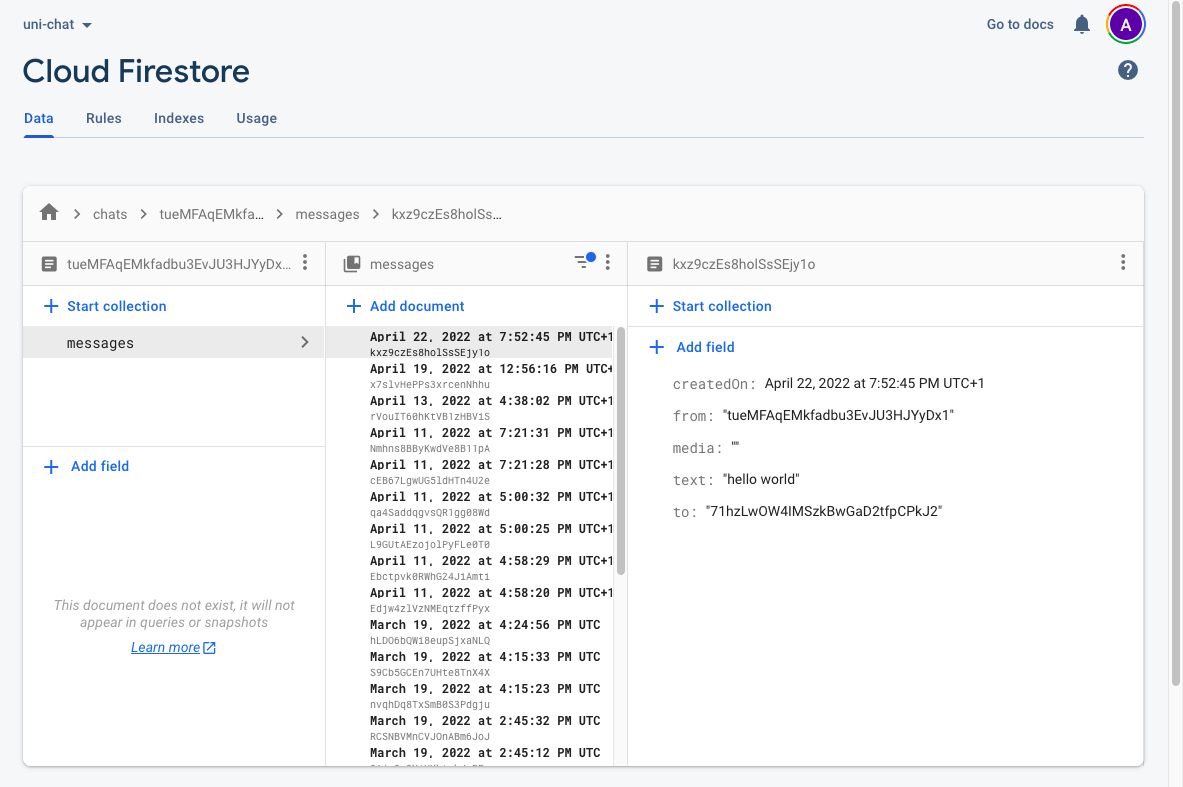 uni-chat
Go to docs
A
Cloud Firestore
?
Data Rules Indexes Usage
chats tueMFAqEMkfa... messages kxz9czEs8holSs...
tueMFAqEMkfadbu3EvJU3HJYyDx...
Start collection
messages
Add field
This document does not exist, it will not
appear in queries or snapshots
Learn more
messages
Add document
April 22, 2022 at 7:52:45 PM UTC+1
kxz9czEs8holSsSEjy1o
April 19, 2022 at 12:56:16 PM UTC+
x7slvHePPs3xrcenNhhu
April 13, 2022 at 4:38:02 PM UTC+1
rVouIT60hKtVB1zHBViS
April 11, 2022 at 7:21:31 PM UTC+1
Nmhns8BByKwdVe8B1lpA
April 11, 2022 at 7:21:28 PM UTC+1
cEB67LgwUG5ldHTn4U2e
April 11, 2022 at 5:00:32 PM UTC+1
qa4SaddqgvsQR1gg08Wd
April 11, 2022 at 5:00:25 PM UTC+1
L9GUtAEzojolPyFLe0T0
April 11, 2022 at 4:58:29 PM UTC+1
Ebctpvk0RWhG24JiAmti
April 11, 2022 at 4:58:20 PM UTC+1
Edjw4zlVzNMEqtzffPyx
March 19, 2022 at 4:24:56 PM UTC
hLDO6bQWi8eupSjxaNLQ
March 19, 2022 at 4:15:33 PM UTC
S9Cb5GCEn7UHte8TnX4X
March 19, 2022 at 4:15:23 PM UTC
nvqhDq8TxSmB0S3Pdgju
March 19, 2022 at 2:45:32 PM UTC
RCSNBVMnCVJOnABm6JoJ
March 19, 2022 at 2:45:12 PM UTC
kxz9czEs8holSsSEjy1o
Start collection
Add field
createdOn: April 22, 2022 at 7:52:45 PM UTC+1
from: "tueMFAqEMkfadbu3EvJU3HJYyDx1"
media: ""
text: "hello world"
to: "71hzLwOW4IMSzkBwGaD2tfpCPkJ2"